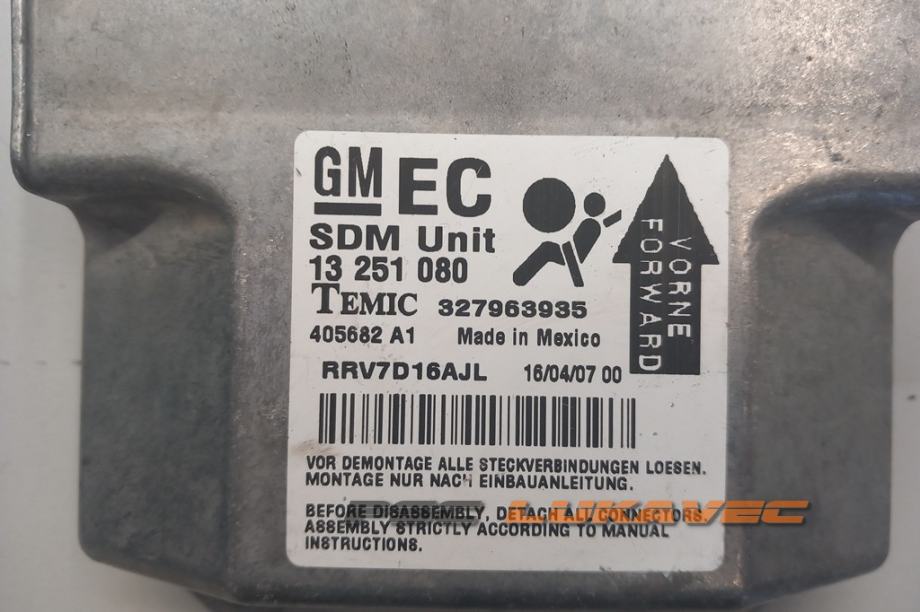 GM EC
SDM Unit
13 251 080
TEMIC 327963935
405682 A1 Made in Mexico
RRV7D16AJL 16/04/07 00
VORNE
FORWARD
VOR DEMONTAGE ALLE STECKVERBINDUNGEN LOESEN.
MONTAGE NUR NACH EINBAUANLEITUNG.
BEFORE DISASSEMBLY, DETACH ALL CONNECTORS.
ASSEMBLY STRICTLY ACCORDING TO MANUAL
INSTRUCTIONS.
LUKAVEC